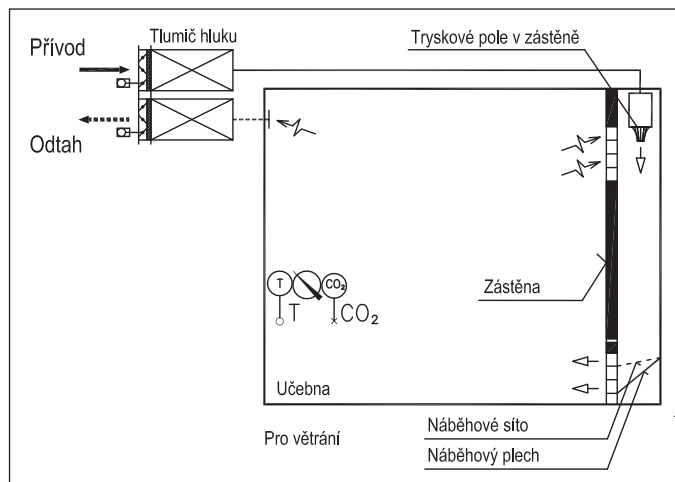 Tlumič hluku
Přívod
Tryskové pole v zástěně
Odtah
T
CO₂
T
CO₂
Zástěna
Učebna
Pro větrání
Náběhové síto
Náběhový plech